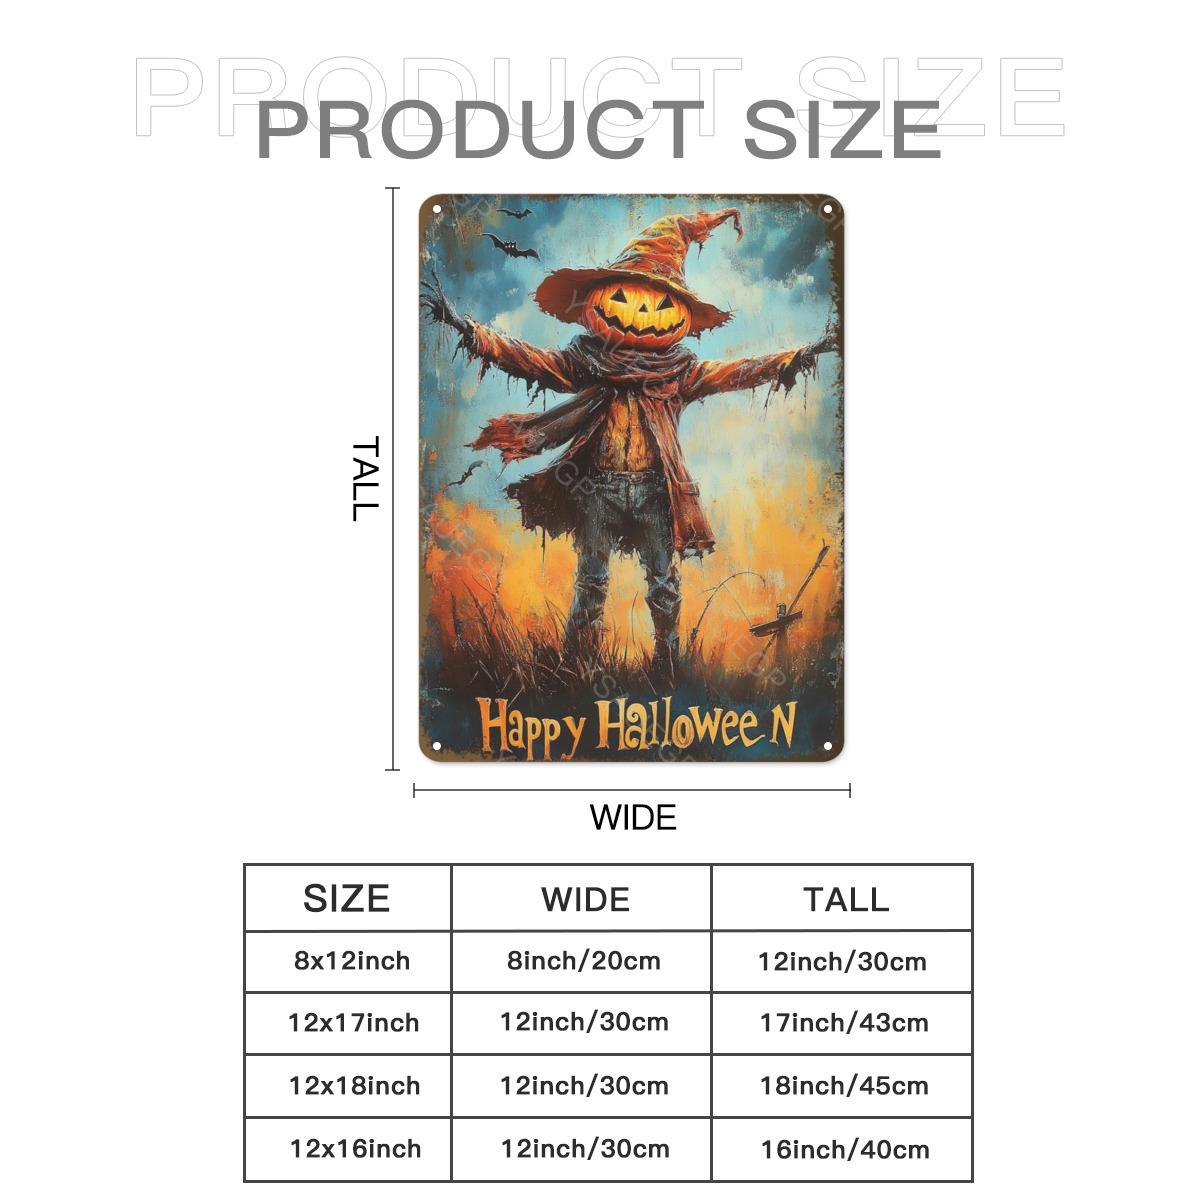 PRODUCT SIZE
PRODUCT SIZE
TALL
Happy Hallowee N
WIDE
SIZE WIDE TALL
8x12inch 8inch/20cm 12inch/30cm
12x17inch 12inch/30cm 17inch/43cm
12x18inch 12inch/30cm 18inch/45cm
12x16inch 12inch/30cm 16inch/40cm